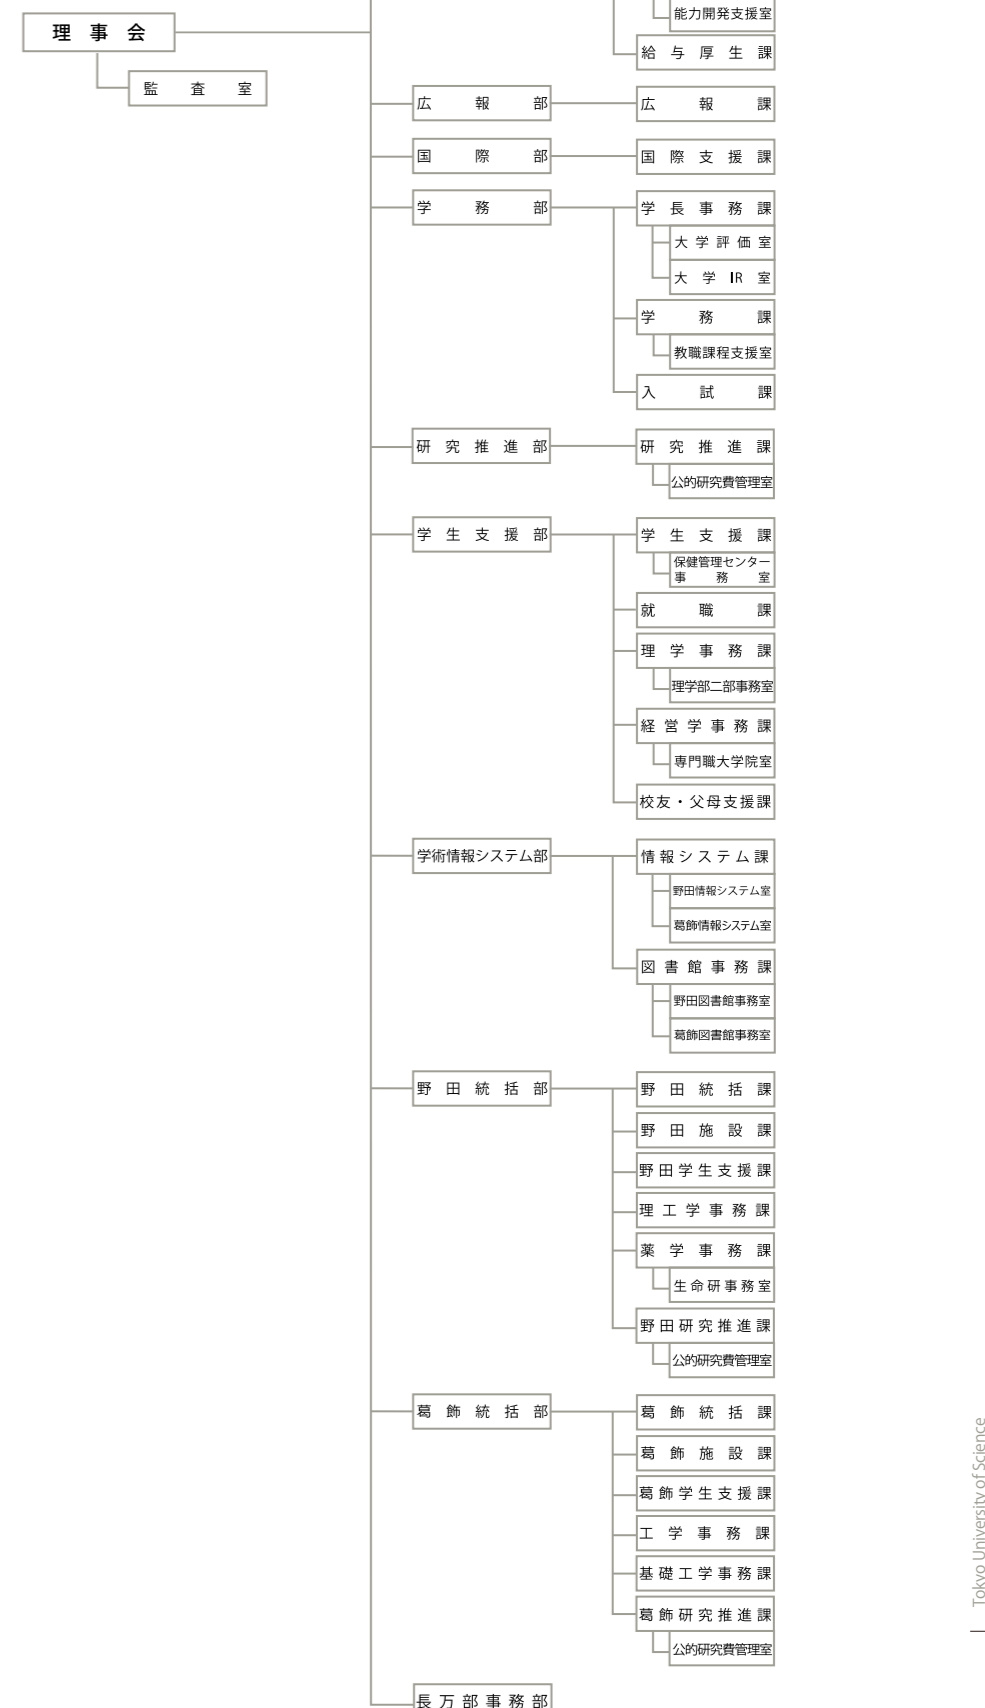 能力開発支援室
理事会
給与厚生課
監査室
広報部
広報課
国際部
国際支援課
学務部
学長事務課
大学評価室
大学IR室
学務課
教職課程支援室
入試課
研究推進部
研究推進課
公的研究費管理室
学生支援部
学生支援課
保健管理センター
事務室
就職課
理学事務課
理学部二部事務室
経営学事務課
専門職大学院室
校友・父母支援課
学術情報システム部
情報システム課
野田情報システム室
葛飾情報システム室
図書館事務課
野田図書館事務室
葛飾図書館事務室
野田統括部
野田統括課
野田施設課
野田学生支援課
理工学事務課
薬学事務課
生命研事務室
野田研究推進課
公的研究費管理室
葛飾統括部
葛飾統括課
葛飾施設課
葛飾学生支援課
工学事務課
基礎工学事務課
葛飾研究推進課
公的研究費管理室
長万部事務部
Tokyo University of Science